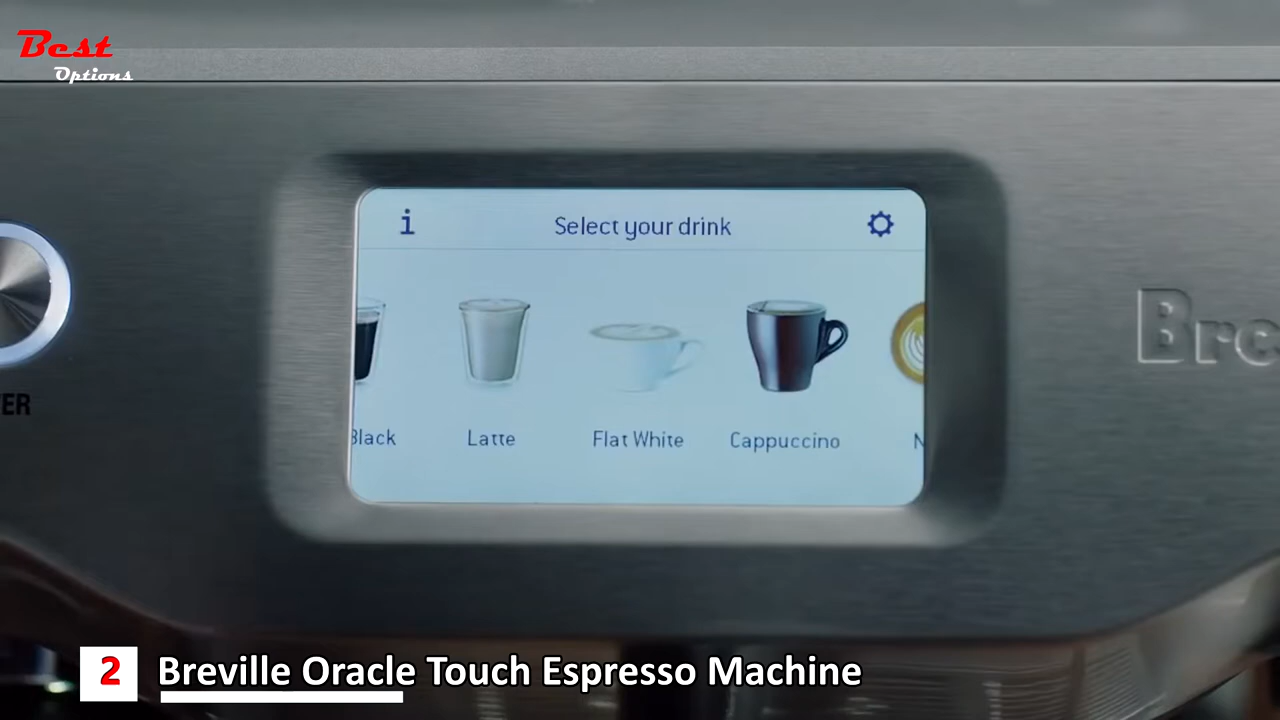 Best
Options
i
Select your drink
Black
Latte
Flat White
Cappuccino
2
Breville Oracle Touch Espresso Machine